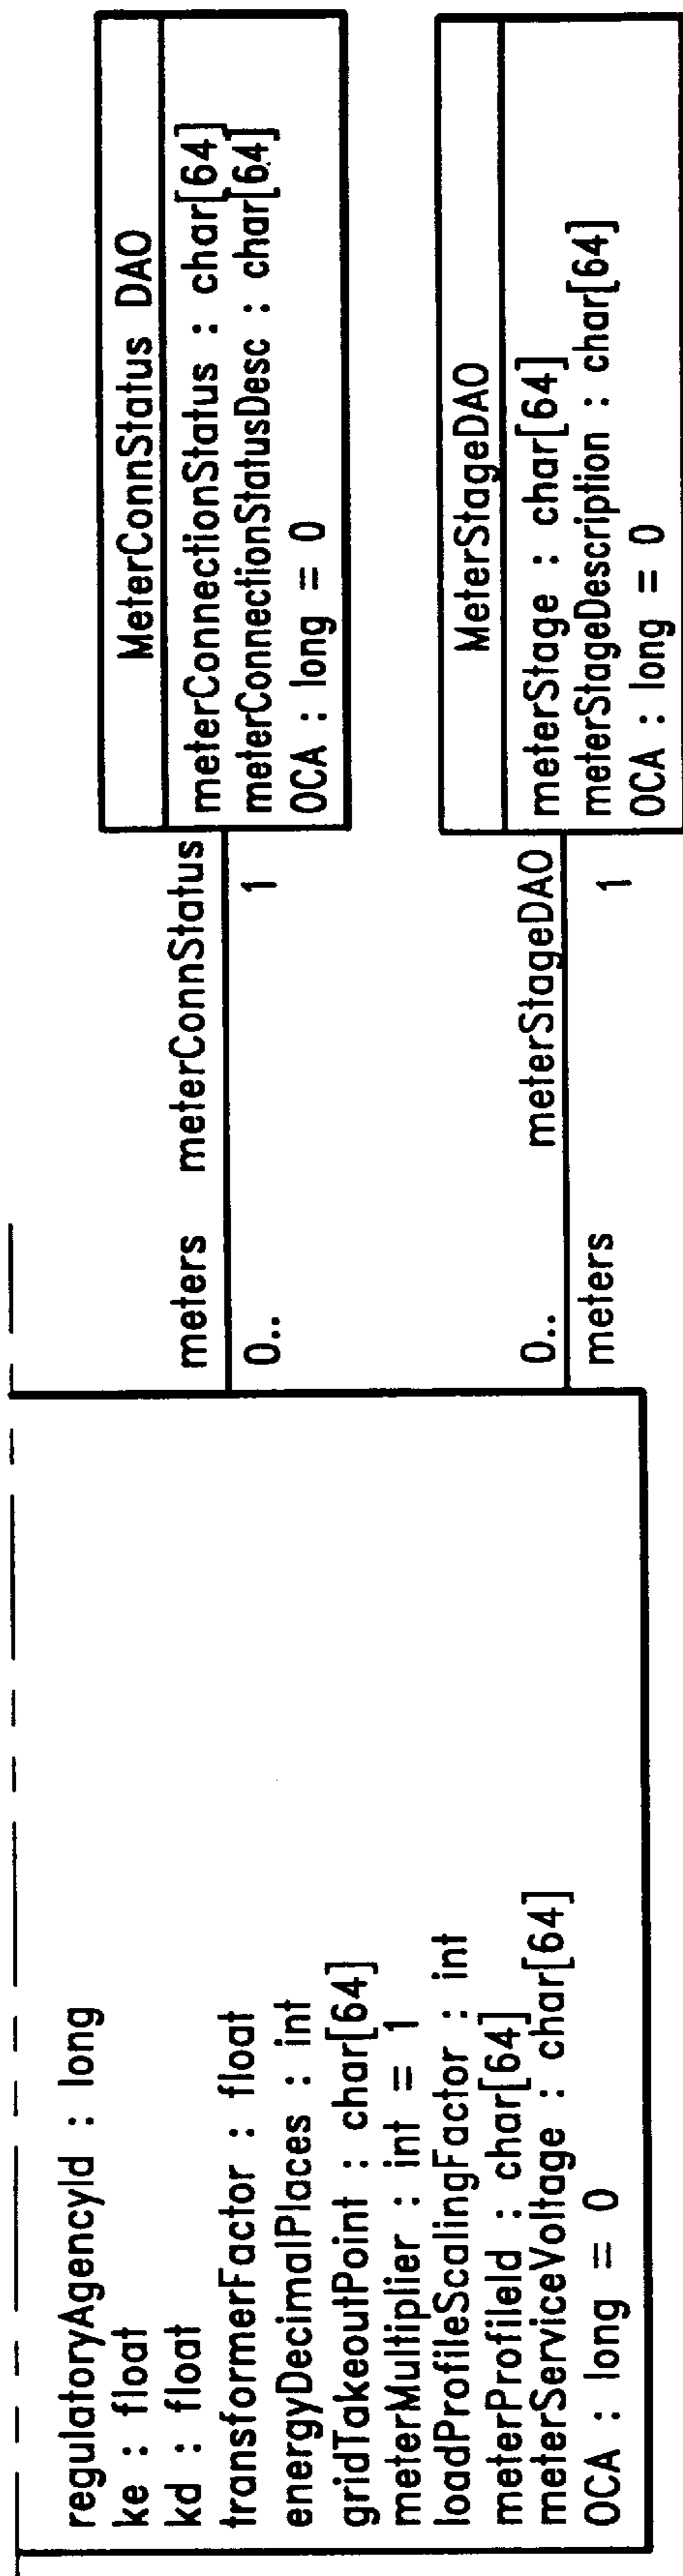 regulatoryAgencyId : long
ke : float
kd : float
transformerFactor : float
energyDecimalPlaces : int
gridTakeoutPoint : char[64]
meterMultiplier : int = 1
loadProfileScalingFactor : int
meterProfileId : char[64]
meterServiceVoltage : char[64]
OCA : long = 0
meters
meterConnStatus
0..
1
MeterConnStatus DAO
meterConnectionStatus : char[64]
meterConnectionStatusDesc : char[64]
OCA : long = 0
0..
meterStageDAO
meters
1
MeterStageDAO
meterStage : char[64]
meterStageDescription : char[64]
OCA : long = 0